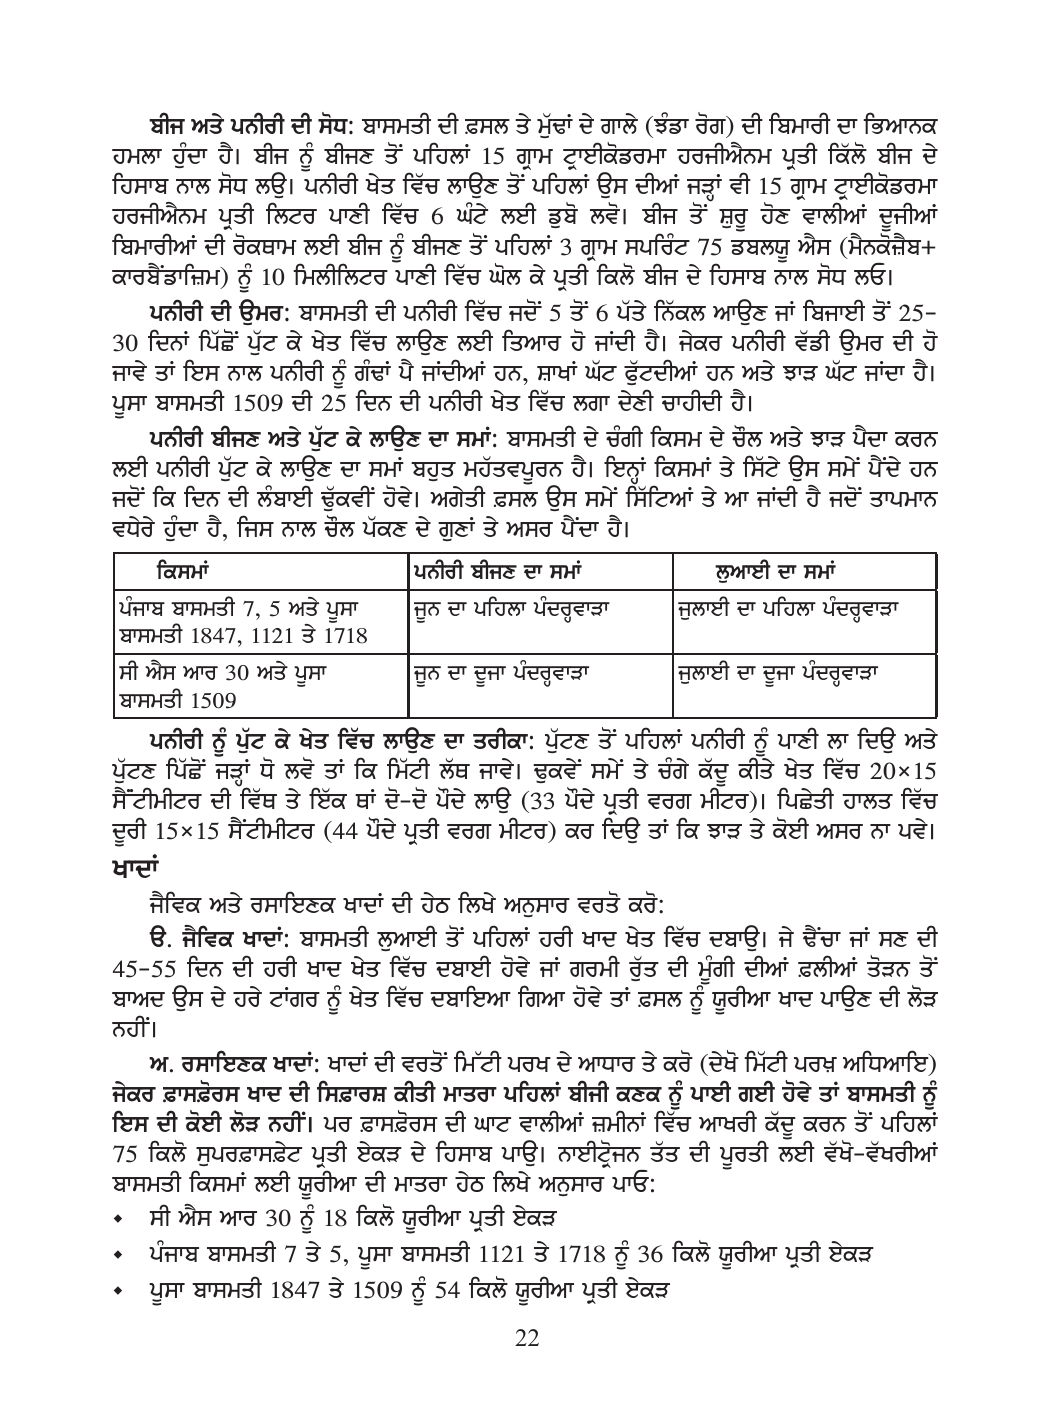 ਬੀਜ ਅਤੇ ਪਨੀਰੀ ਦੀ ਸੋਧ: ਬਾਸਮਤੀ ਦੀ ਫ਼ਸਲ ਤੇ ਮੁੱਢਾਂ ਦੇ ਗਾਲੇ (ਝੰਡਾ ਰੋਗ) ਦੀ ਬਿਮਾਰੀ ਦਾ ਭਿਆਨਕ
ਹਮਲਾ ਹੁੰਦਾ ਹੈ। ਬੀਜ ਨੂੰ ਬੀਜਣ ਤੋਂ ਪਹਿਲਾਂ 15 ਗ੍ਰਾਮ ਟ੍ਰਾਈਕੋਡਰਮਾ ਹਰਜੀਐਨਮ ਪ੍ਰਤੀ ਕਿੱਲੋ ਬੀਜ ਦੇ
ਹਿਸਾਬ ਨਾਲ ਸੋਧ ਲਉ। ਪਨੀਰੀ ਖੇਤ ਵਿੱਚ ਲਾਉਣ ਤੋਂ ਪਹਿਲਾਂ ਉਸ ਦੀਆਂ ਜੜ੍ਹਾਂ ਵੀ 15 ਗ੍ਰਾਮ ਟ੍ਰਾਈਕੋਡਰਮਾ
ਹਰਜੀਐਨਮ ਪ੍ਰਤੀ ਲਿਟਰ ਪਾਣੀ ਵਿੱਚ 6 ਘੰਟੇ ਲਈ ਡੁਬੋ ਲਵੋ। ਬੀਜ ਤੋਂ ਸ਼ੁਰੂ ਹੋਣ ਵਾਲੀਆਂ ਦੂਜੀਆਂ
ਬਿਮਾਰੀਆਂ ਦੀ ਰੋਕਥਾਮ ਲਈ ਬੀਜ ਨੂੰ ਬੀਜਣ ਤੋਂ ਪਹਿਲਾਂ 3 ਗ੍ਰਾਮ ਸਪਰਿੰਟ 75 ਡਬਲਯੂ ਐਸ (ਮੈਨਕੋਜ਼ੈਬ+
ਕਾਰਬੈਂਡਾਜ਼ਿਮ) ਨੂੰ 10 ਮਿਲੀਲਿਟਰ ਪਾਣੀ ਵਿੱਚ ਘੋਲ ਕੇ ਪ੍ਰਤੀ ਕਿਲੋ ਬੀਜ ਦੇ ਹਿਸਾਬ ਨਾਲ ਸੋਧ ਲਓ।
ਪਨੀਰੀ ਦੀ ਉਮਰ: ਬਾਸਮਤੀ ਦੀ ਪਨੀਰੀ ਵਿੱਚ ਜਦੋਂ 5 ਤੋਂ 6 ਪੱਤੇ ਨਿੱਕਲ ਆਉਣ ਜਾਂ ਬਿਜਾਈ ਤੋਂ 25-
30 ਦਿਨਾਂ ਪਿੱਛੋਂ ਪੁੱਟ ਕੇ ਖੇਤ ਵਿੱਚ ਲਾਉਣ ਲਈ ਤਿਆਰ ਹੋ ਜਾਂਦੀ ਹੈ। ਜੇਕਰ ਪਨੀਰੀ ਵੱਡੀ ਉਮਰ ਦੀ ਹੋ
ਜਾਵੇ ਤਾਂ ਇਸ ਨਾਲ ਪਨੀਰੀ ਨੂੰ ਗੰਢਾਂ ਪੈ ਜਾਂਦੀਆਂ ਹਨ, ਸ਼ਾਖਾਂ ਘੱਟ ਫੁੱਟਦੀਆਂ ਹਨ ਅਤੇ ਝਾੜ ਘੱਟ ਜਾਂਦਾ ਹੈ।
ਪੂਸਾ ਬਾਸਮਤੀ 1509 ਦੀ 25 ਦਿਨ ਦੀ ਪਨੀਰੀ ਖੇਤ ਵਿੱਚ ਲਗਾ ਦੇਣੀ ਚਾਹੀਦੀ ਹੈ।
ਪਨੀਰੀ ਬੀਜਣ ਅਤੇ ਪੁੱਟ ਕੇ ਲਾਉਣ ਦਾ ਸਮਾਂ: ਬਾਸਮਤੀ ਦੇ ਚੰਗੀ ਕਿਸਮ ਦੇ ਚੌਲ ਅਤੇ ਝਾੜ ਪੈਦਾ ਕਰਨ
ਲਈ ਪਨੀਰੀ ਪੁੱਟ ਕੇ ਲਾਉਣ ਦਾ ਸਮਾਂ ਬਹੁਤ ਮਹੱਤਵਪੂਰਨ ਹੈ। ਇਨ੍ਹਾਂ ਕਿਸਮਾਂ ਤੇ ਸਿੱਟੇ ਉਸ ਸਮੇਂ ਪੈਂਦੇ ਹਨ
ਜਦੋਂ ਕਿ ਦਿਨ ਦੀ ਲੰਬਾਈ ਢੁੱਕਵੀਂ ਹੋਵੇ। ਅਗੇਤੀ ਫ਼ਸਲ ਉਸ ਸਮੇਂ ਸਿੱਟਿਆਂ ਤੇ ਆ ਜਾਂਦੀ ਹੈ ਜਦੋਂ ਤਾਪਮਾਨ
ਵਧੇਰੇ ਹੁੰਦਾ ਹੈ, ਜਿਸ ਨਾਲ ਚੌਲ ਪੱਕਣ ਦੇ ਗੁਣਾਂ ਤੇ ਅਸਰ ਪੈਂਦਾ ਹੈ।
ਕਿਸਮਾਂ ਪਨੀਰੀ ਬੀਜਣ ਦਾ ਸਮਾਂ ਲੁਆਈ ਦਾ ਸਮਾਂ
ਪੰਜਾਬ ਬਾਸਮਤੀ 7, 5 ਅਤੇ ਪੂਸਾ ਜੂਨ ਦਾ ਪਹਿਲਾ ਪੰਦਰ੍ਹਵਾੜਾ ਜੁਲਾਈ ਦਾ ਪਹਿਲਾ ਪੰਦਰ੍ਹਵਾੜਾ
ਬਾਸਮਤੀ 1847, 1121 ਤੇ 1718
ਸੀ ਐਸ ਆਰ 30 ਅਤੇ ਪੂਸਾ ਜੂਨ ਦਾ ਦੂਜਾ ਪੰਦਰ੍ਹਵਾੜਾ ਜੁਲਾਈ ਦਾ ਦੂਜਾ ਪੰਦਰ੍ਹਵਾੜਾ
ਬਾਸਮਤੀ 1509
ਪਨੀਰੀ ਨੂੰ ਪੁੱਟ ਕੇ ਖੇਤ ਵਿੱਚ ਲਾਉਣ ਦਾ ਤਰੀਕਾ: ਪੁੱਟਣ ਤੋਂ ਪਹਿਲਾਂ ਪਨੀਰੀ ਨੂੰ ਪਾਣੀ ਲਾ ਦਿਉ ਅਤੇ
ਪੁੱਟਣ ਪਿੱਛੋਂ ਜੜ੍ਹਾਂ ਧੋ ਲਵੋ ਤਾਂ ਕਿ ਮਿੱਟੀ ਲੱਥ ਜਾਵੇ। ਢੁਕਵੇਂ ਸਮੇਂ ਤੇ ਚੰਗੇ ਕੱਦੂ ਕੀਤੇ ਖੇਤ ਵਿੱਚ 20×15
ਸੈਂਟੀਮੀਟਰ ਦੀ ਵਿੱਥ ਤੇ ਇੱਕ ਥਾਂ ਦੋ-ਦੋ ਪੌਦੇ ਲਾਉ (33 ਪੌਦੇ ਪ੍ਰਤੀ ਵਰਗ ਮੀਟਰ)। ਪਿਛੇਤੀ ਹਾਲਤ ਵਿੱਚ
ਦੂਰੀ 15×15 ਸੈਂਟੀਮੀਟਰ (44 ਪੌਦੇ ਪ੍ਰਤੀ ਵਰਗ ਮੀਟਰ) ਕਰ ਦਿਉ ਤਾਂ ਕਿ ਝਾੜ ਤੇ ਕੋਈ ਅਸਰ ਨਾ ਪਵੇ।
ਖਾਦਾਂ
ਜੈਵਿਕ ਅਤੇ ਰਸਾਇਣਕ ਖਾਦਾਂ ਦੀ ਹੇਠ ਲਿਖੇ ਅਨੁਸਾਰ ਵਰਤੋ ਕਰੋ:
ੳ. ਜੈਵਿਕ ਖਾਦਾਂ: ਬਾਸਮਤੀ ਲੁਆਈ ਤੋਂ ਪਹਿਲਾਂ ਹਰੀ ਖਾਦ ਖੇਤ ਵਿੱਚ ਦਬਾਉ। ਜੇ ਢੈਂਚਾ ਜਾਂ ਸਣ ਦੀ
45-55 ਦਿਨ ਦੀ ਹਰੀ ਖਾਦ ਖੇਤ ਵਿੱਚ ਦਬਾਈ ਹੋਵੇ ਜਾਂ ਗਰਮੀ ਰੁੱਤ ਦੀ ਮੂੰਗੀ ਦੀਆਂ ਫ਼ਲੀਆਂ ਤੋੜਨ ਤੋਂ
ਬਾਅਦ ਉਸ ਦੇ ਹਰੇ ਟਾਂਗਰ ਨੂੰ ਖੇਤ ਵਿੱਚ ਦਬਾਇਆ ਗਿਆ ਹੋਵੇ ਤਾਂ ਫ਼ਸਲ ਨੂੰ ਯੂਰੀਆ ਖਾਦ ਪਾਉਣ ਦੀ ਲੋੜ
ਨਹੀਂ।
ਅ. ਰਸਾਇਣਕ ਖਾਦਾਂ: ਖਾਦਾਂ ਦੀ ਵਰਤੋਂ ਮਿੱਟੀ ਪਰਖ ਦੇ ਆਧਾਰ ਤੇ ਕਰੋ (ਦੇਖੋ ਮਿੱਟੀ ਪਰਖ਼ ਅਧਿਆਇ)
ਜੇਕਰ ਫ਼ਾਸਫ਼ੋਰਸ ਖਾਦ ਦੀ ਸਿਫ਼ਾਰਸ਼ ਕੀਤੀ ਮਾਤਰਾ ਪਹਿਲਾਂ ਬੀਜੀ ਕਣਕ ਨੂੰ ਪਾਈ ਗਈ ਹੋਵੇ ਤਾਂ ਬਾਸਮਤੀ ਨੂੰ
ਇਸ ਦੀ ਕੋਈ ਲੋੜ ਨਹੀਂ। ਪਰ ਫ਼ਾਸਫ਼ੋਰਸ ਦੀ ਘਾਟ ਵਾਲੀਆਂ ਜ਼ਮੀਨਾਂ ਵਿੱਚ ਆਖਰੀ ਕੱਦੂ ਕਰਨ ਤੋਂ ਪਹਿਲਾਂ
75 ਕਿਲੋ ਸੁਪਰਫ਼ਾਸਫ਼ੇਟ ਪ੍ਰਤੀ ਏਕੜ ਦੇ ਹਿਸਾਬ ਪਾਉ। ਨਾਈਟ੍ਰੋਜਨ ਤੱਤ ਦੀ ਪੂਰਤੀ ਲਈ ਵੱਖੋ-ਵੱਖਰੀਆਂ
ਬਾਸਮਤੀ ਕਿਸਮਾਂ ਲਈ ਯੂਰੀਆ ਦੀ ਮਾਤਰਾ ਹੇਠ ਲਿਖੇ ਅਨੁਸਾਰ ਪਾਓ:
⬥ ਸੀ ਐਸ ਆਰ 30 ਨੂੰ 18 ਕਿਲੋ ਯੂਰੀਆ ਪ੍ਰਤੀ ਏਕੜ
⬥ ਪੰਜਾਬ ਬਾਸਮਤੀ 7 ਤੇ 5, ਪੂਸਾ ਬਾਸਮਤੀ 1121 ਤੇ 1718 ਨੂੰ 36 ਕਿਲੋ ਯੂਰੀਆ ਪ੍ਰਤੀ ਏਕੜ
⬥ ਪੂਸਾ ਬਾਸਮਤੀ 1847 ਤੇ 1509 ਨੂੰ 54 ਕਿਲੋ ਯੂਰੀਆ ਪ੍ਰਤੀ ਏਕੜ
22